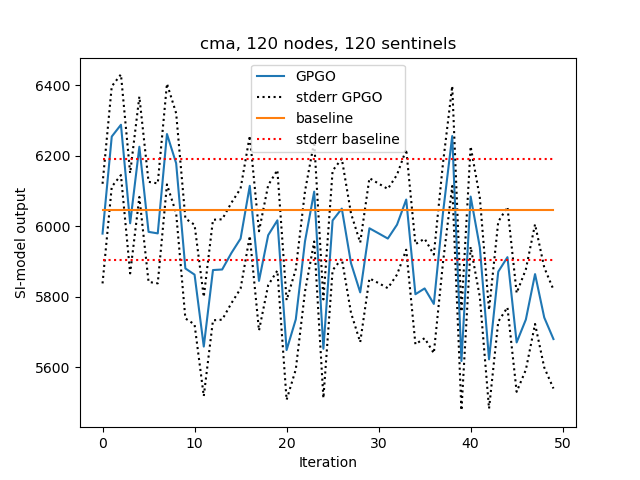 cma, 120 nodes, 120 sentinels
GPGO
stderr GPGO
baseline
stderr baseline
6400
6200
6000
5800
5600
SI-model output
0 10 20 30 40 50
Iteration